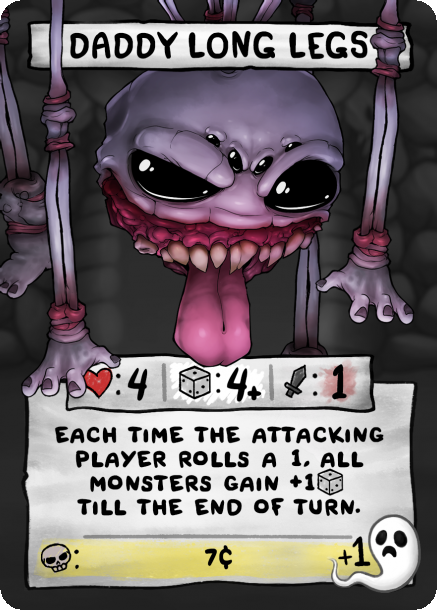 DADDY LONG LEGS
: 4 : 4+ : 1
EACH TIME THE ATTACKING
PLAYER ROLLS A 1, ALL
MONSTERS GAIN +1
TILL THE END OF TURN.
: 7¢ +1